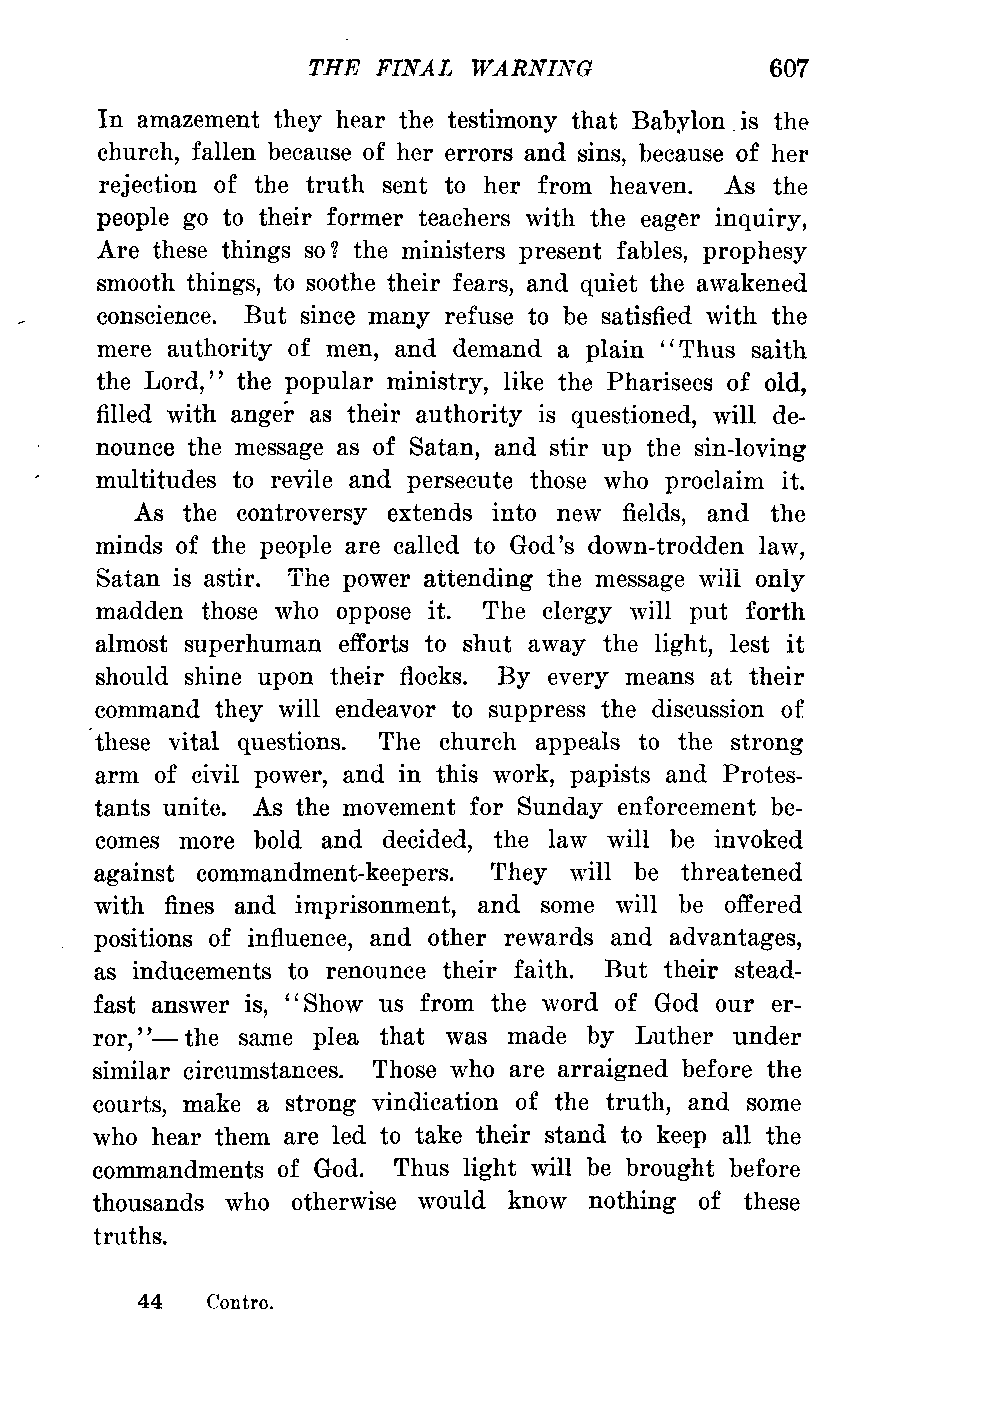 THE FINAL WARNING 607
In amazement they hear the testimony that Babylon is the
church, fallen because of her errors and sins, because of her
rejection of the truth sent to her from heaven. As the
people go to their former teachers with the eager inquiry,
Are these things so? the ministers present fables, prophesy
smooth things, to soothe their fears, and quiet the awakened
conscience. But since many refuse to be satisfied with the
mere authority of men, and demand a plain "Thus saith
the Lord," the popular ministry, like the Pharisees of old,
filled with anger as their authority is questioned, will de-
nounce the message as of Satan, and stir up the sin-loving
multitudes to revile and persecute those who proclaim it.
As the controversy extends into new fields, and the
minds of the people are called to God's down-trodden law,
Satan is astir. The power attending the message will only
madden those who oppose it. The clergy will put forth
almost superhuman efforts to shut away the light, lest it
should shine upon their flocks. By every means at their
command they will endeavor to suppress the discussion of
these vital questions. The church appeals to the strong
arm of civil power, and in this work, papists and Protes-
tants unite. As the movement for Sunday enforcement be-
comes more bold and decided, the law will be invoked
against commandment-keepers. They will be threatened
with fines and imprisonment, and some will be offered
positions of influence, and other rewards and advantages,
as inducements to renounce their faith. But their stead-
fast answer is, "Show us from the word of God our er-
ror,"—the same plea that was made by Luther under
similar circumstances. Those who are arraigned before the
courts, make a strong vindication of the truth, and some
who hear them are led to take their stand to keep all the
commandments of God. Thus light will be brought before
thousands who otherwise would know nothing of these
truths.
44 Contro.